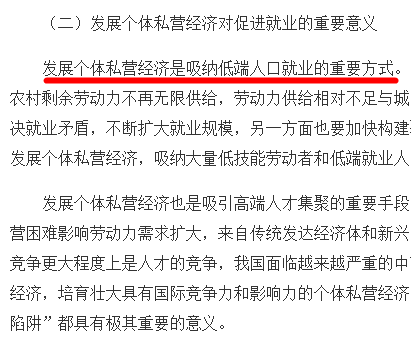 （二）发展个体私营经济对促进就业的重要意义
发展个体私营经济是吸纳低端人口就业的重要方式。
农村剩余劳动力不再无限供给，劳动力供给相对不足与城
决就业矛盾，不断扩大就业规模，另一方面也要加快构建
发展个体私营经济，吸纳大量低技能劳动者和低端就业人
发展个体私营经济也是吸引高端人才集聚的重要手段
营困难影响劳动力需求扩大，来自传统发达经济体和新兴
竞争更大程度上是人才的竞争，我国面临越来越严重的中
经济，培育壮大具有国际竞争力和影响力的个体私营经济
陷阱”都具有极其重要的意义。